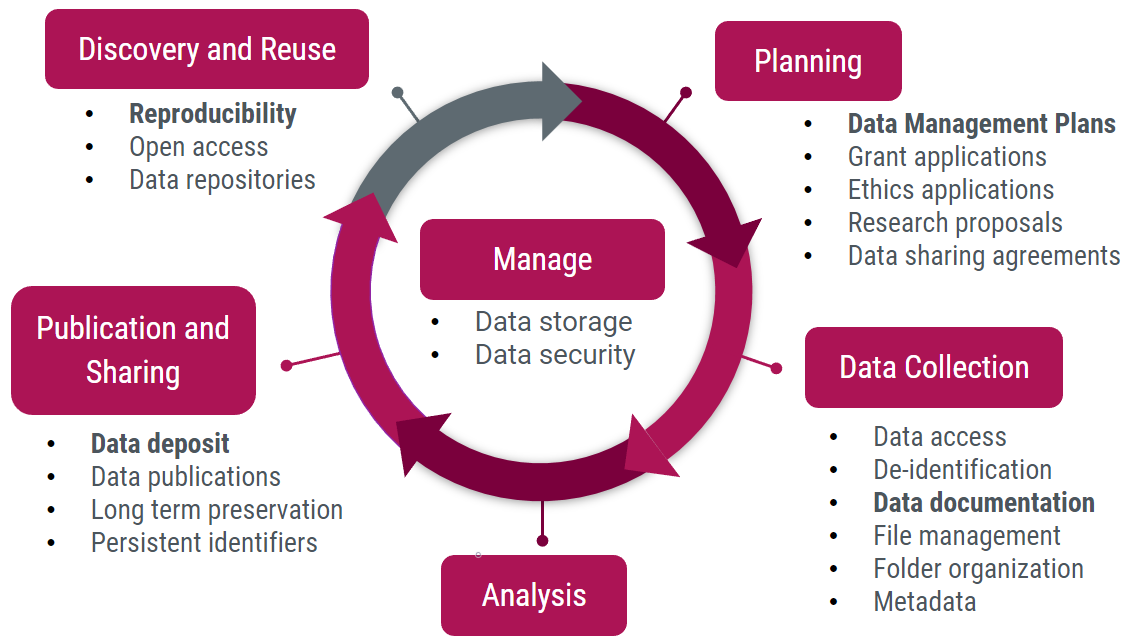 Discovery and Reuse
• Reproducibility
• Open access
• Data repositories
Planning
• Data Management Plans
• Grant applications
• Ethics applications
• Research proposals
• Data sharing agreements
Manage
• Data storage
• Data security
Publication and
Sharing
• Data deposit
• Data publications
• Long term preservation
• Persistent identifiers
Data Collection
• Data access
• De-identification
• Data documentation
• File management
• Folder organization
• Metadata
Analysis